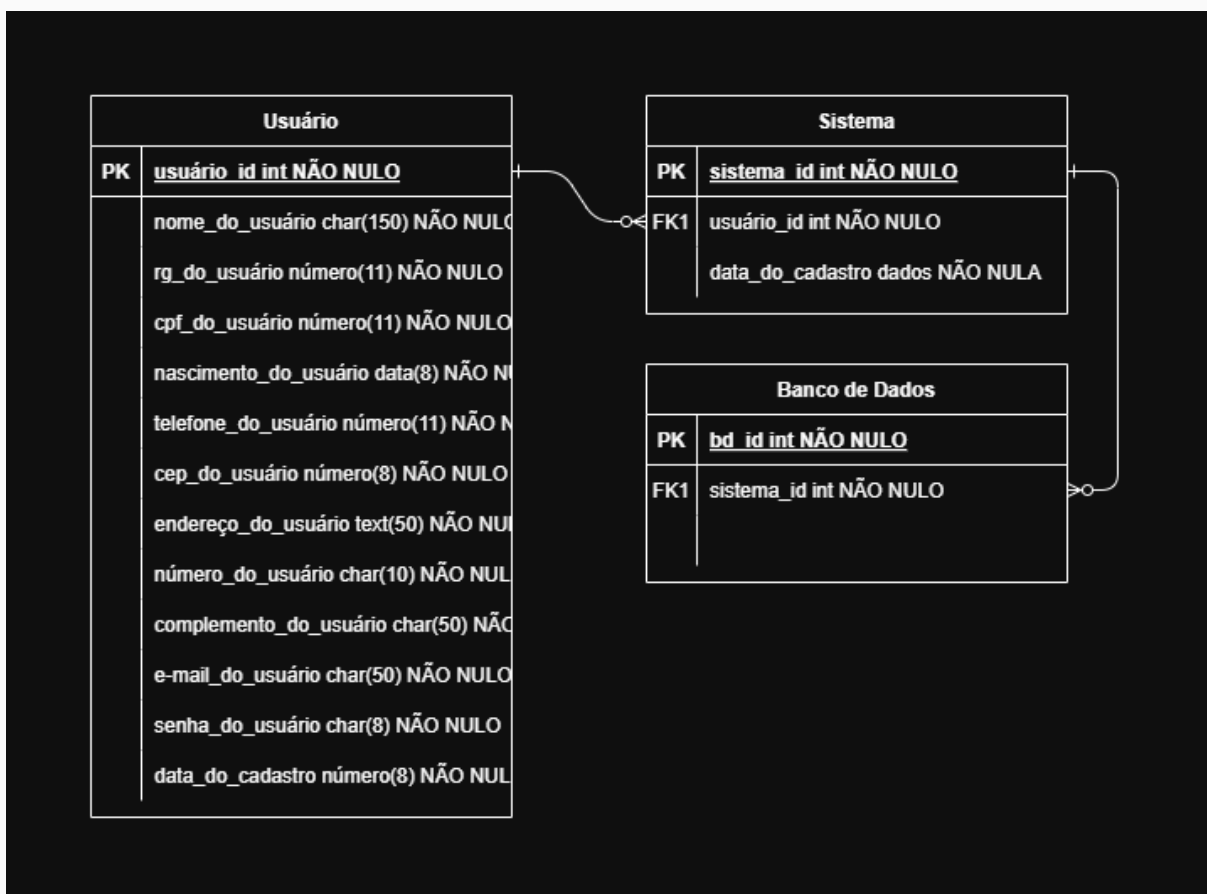 Usuário
PK usuário_id int NÃO NULO
nome_do_usuário char(150) NÃO NULO
rg_do_usuário número(11) NÃO NULO
cpf_do_usuário número(11) NÃO NULO
nascimento_do_usuário data(8) NÃO
telefone_do_usuário número(11) NÃO
cep_do_usuário número(8) NÃO NULO
endereço_do_usuário text(50) NÃO
número_do_usuário char(10) NÃO NUL
complemento_do_usuário char(50) NÃO
e-mail_do_usuário char(50) NÃO NULO
senha_do_usuário char(8) NÃO NULO
data_do_cadastro número(8) NÃO NUL
Sistema
PK sistema_id int NÃO NULO
FK1 usuário_id int NÃO NULO
data_do_cadastro dados NÃO NULA
Banco de Dados
PK bd_id int NÃO NULO
FK1 sistema_id int NÃO NULO